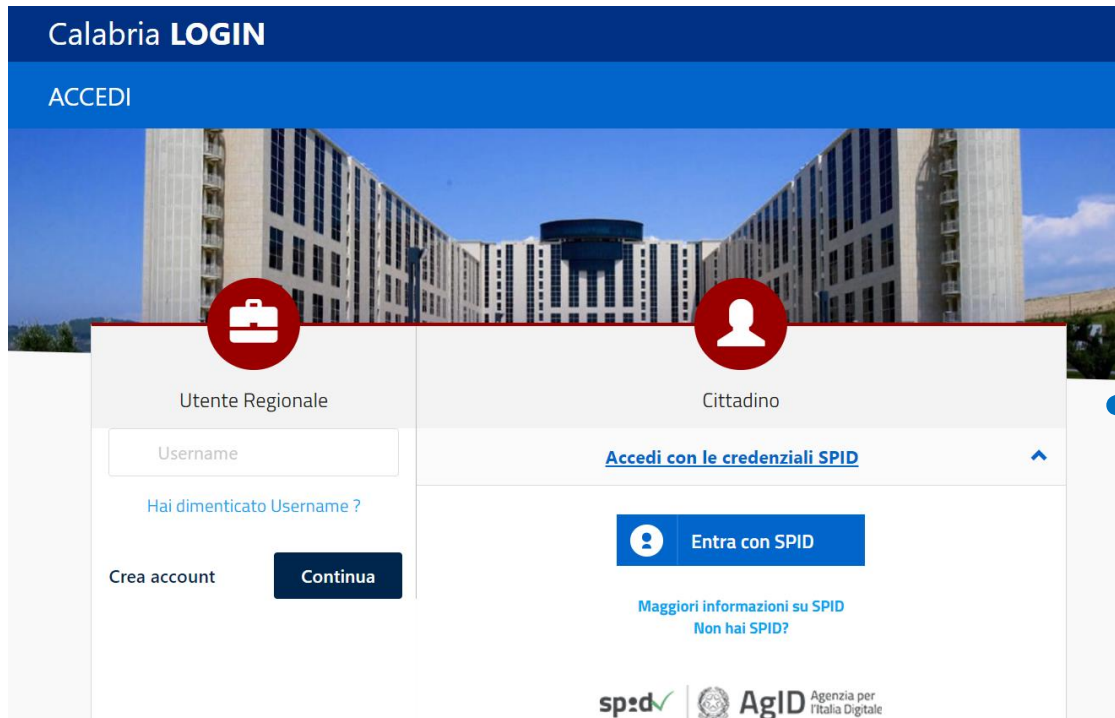 Calabria LOGIN
ACCEDI
Utente Regionale
Username
Hai dimenticato Username ?
Crea account
Continua
Cittadino
Accedi con le credenziali SPID
Entra con SPID
Maggiori informazioni su SPID
Non hai SPID?
spid
AgID Agenzia per
l'Italia Digitale